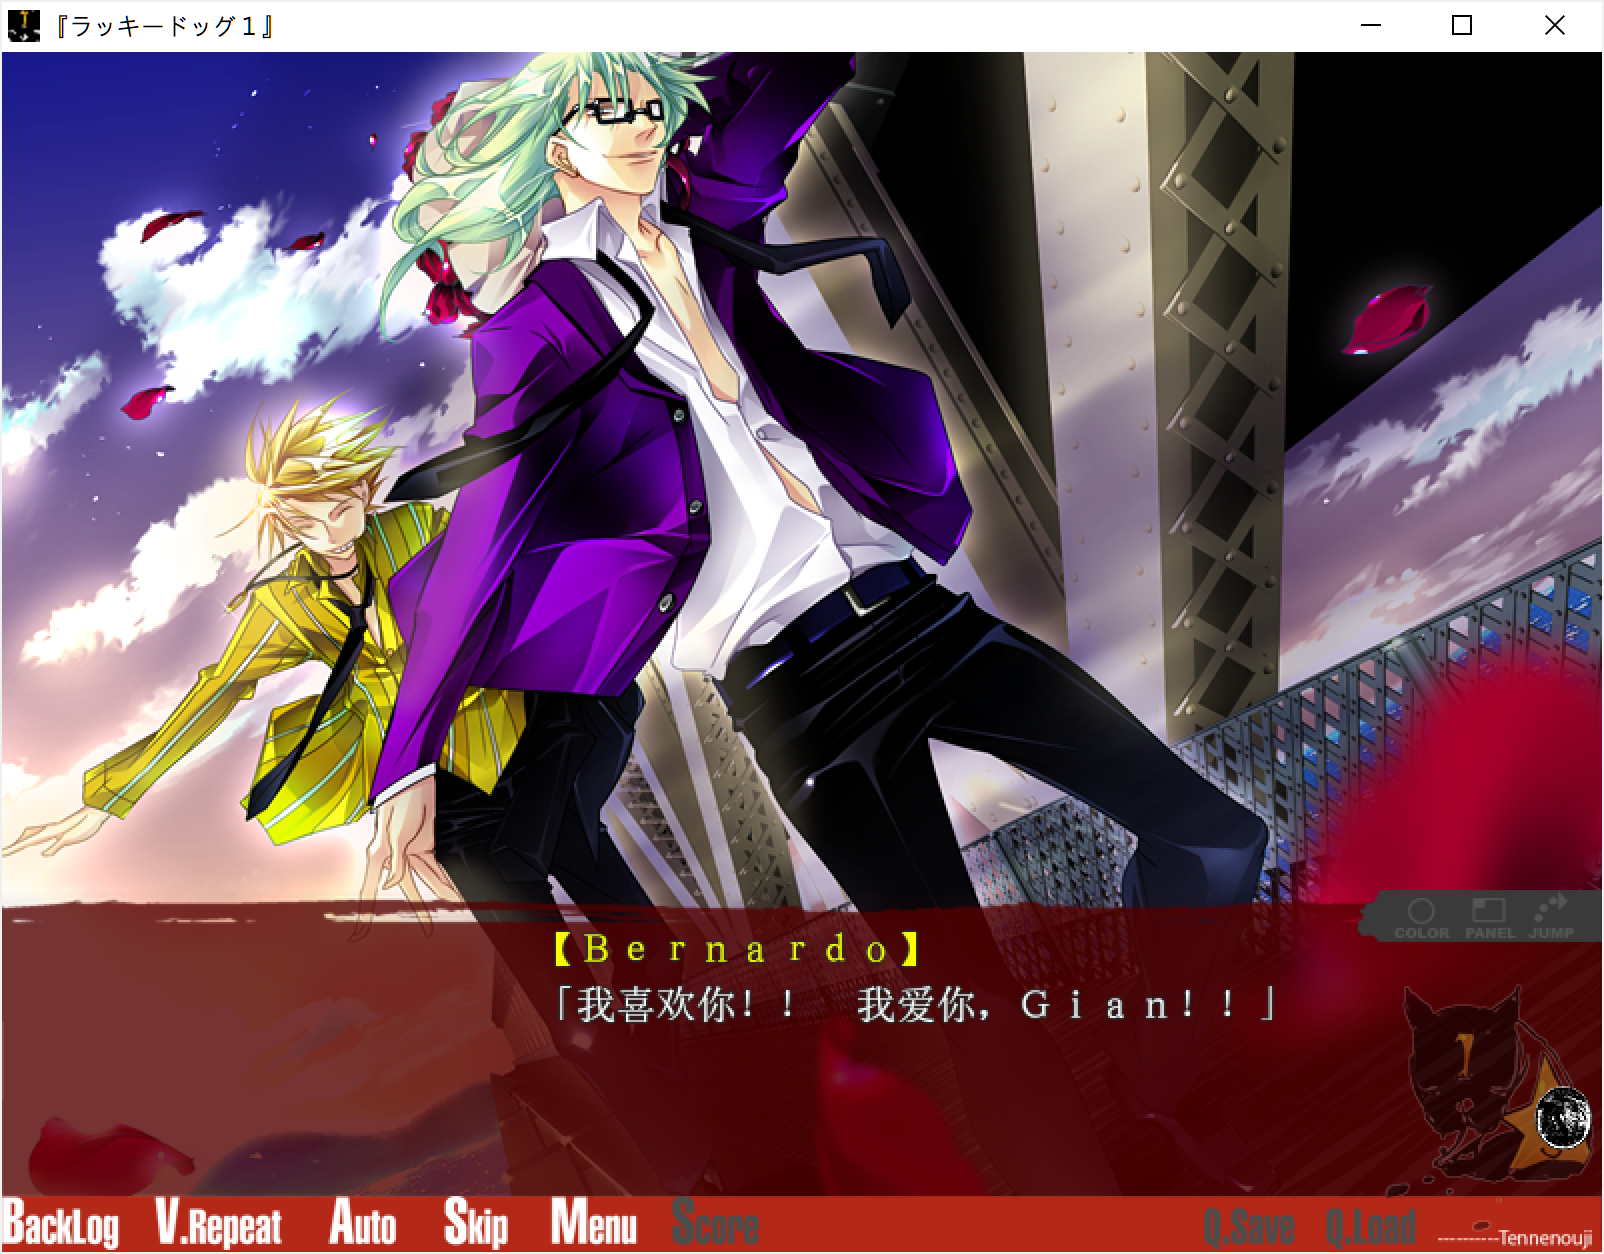 『ラッキードッグ１』
【Ｂｅｒｎａｒｄｏ】
「我喜欢你！！　我爱你，Ｇｉａｎ！！」
COLOR PANEL JUMP
1
BackLog V.Repeat Auto Skip Menu Score Q.Save Q.Load ----------Tennenouji